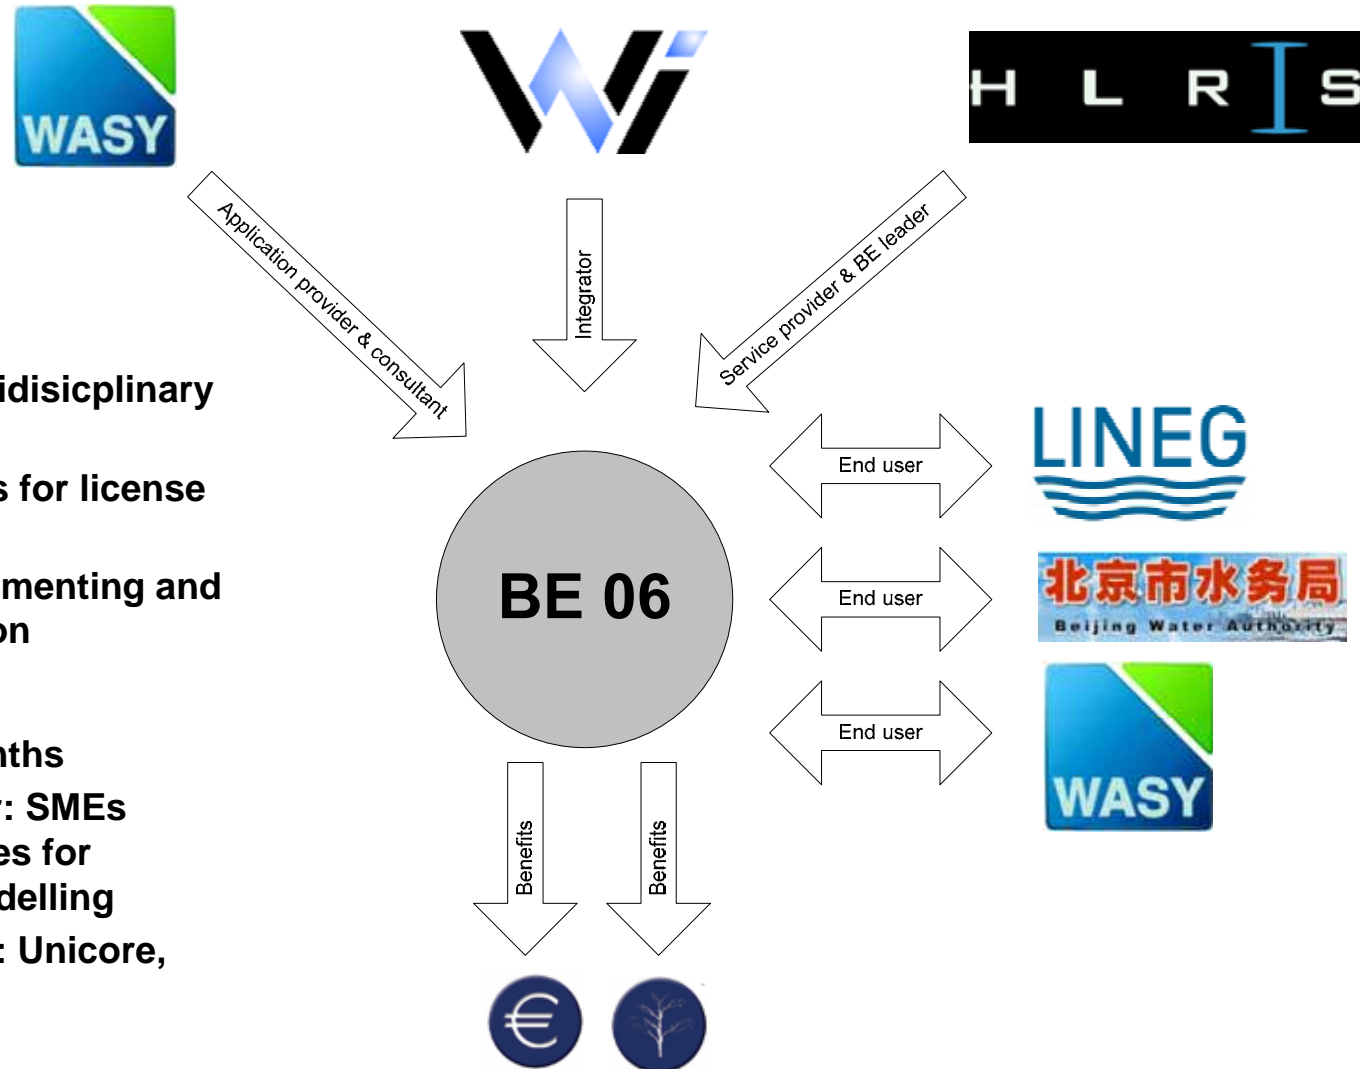 WASY
Wi
HLRIS
Application provider & consultant
Integrator
Service provider & BE leader
idisicplinary
s for license
menting and
on
nths
r: SMEs
es for
delling
: Unicore,
BE 06
End user
LINEG
End user
北京市水务局
Beijing Water Authority
End user
WASY
Benefits
Benefits
€